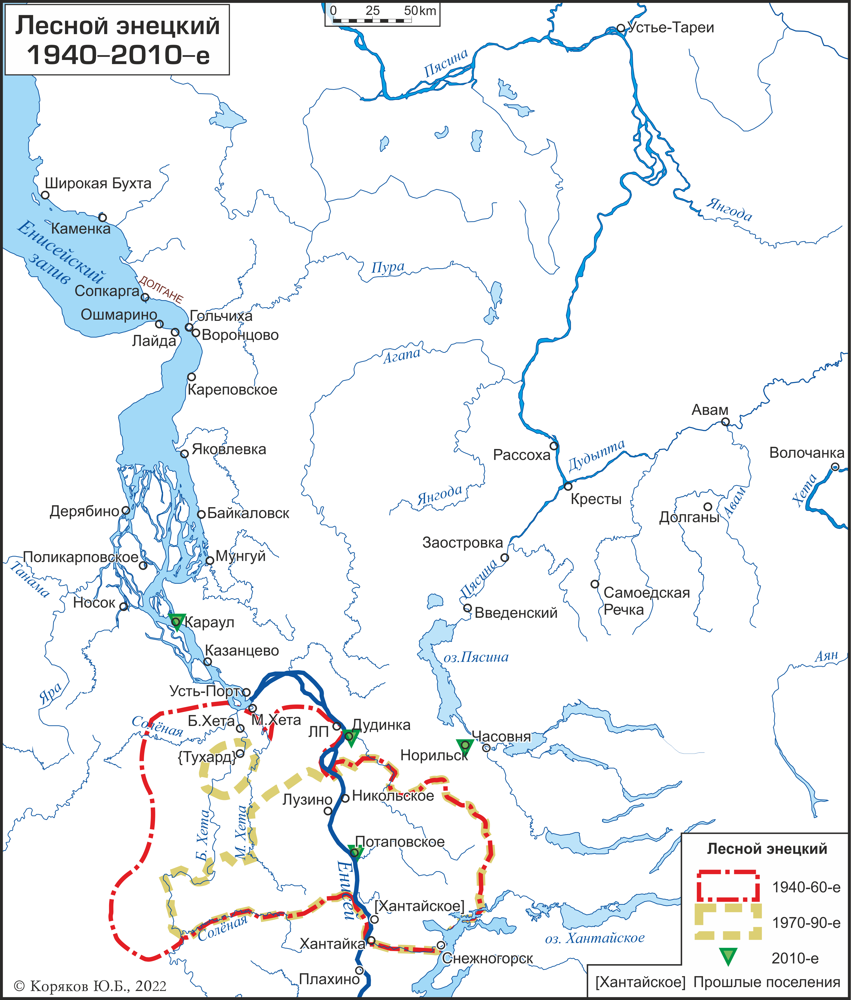 Лесной энецкий
1940–2010–е
0 25 50 km
Устье-Тареи
Пясина
Широкая Бухта
Каменка
Енисейский
залив
Янгода
Пура
ДОЛГАНЕ
Сопкарга
Ошмарино
Гольчиха
Лайда
Воронцово
Агапа
Кареповское
Авам
Яковлевка
Рассоха
Дудыпта
Волочанка
Хета
Янгода
Кресты
Авам
Дерябино
Байкаловск
Долганы
Заостровка
Поликарповское
Мунгуй
Танама
Пясина
Самоедская
Речка
Носок
Введенский
Караул
Казанцево
оз.Пясина
Аян
Яра
Усть-Порт
Солёная
Б.Хета
М.Хета
ЛП
Дудинка
Часовня
Норильск
{Тухард}
Лузино
Никольское
Б. Хета
М. Хета
Потаповское
Енисей
[Хантайское]
Солёная
Хантайка
оз. Хантайское
Снежногорск
Плахино
Лесной энецкий
1940-60-е
1970-90-е
2010-е
[Хантайское] Прошлые поселения
© Коряков Ю.Б., 2022